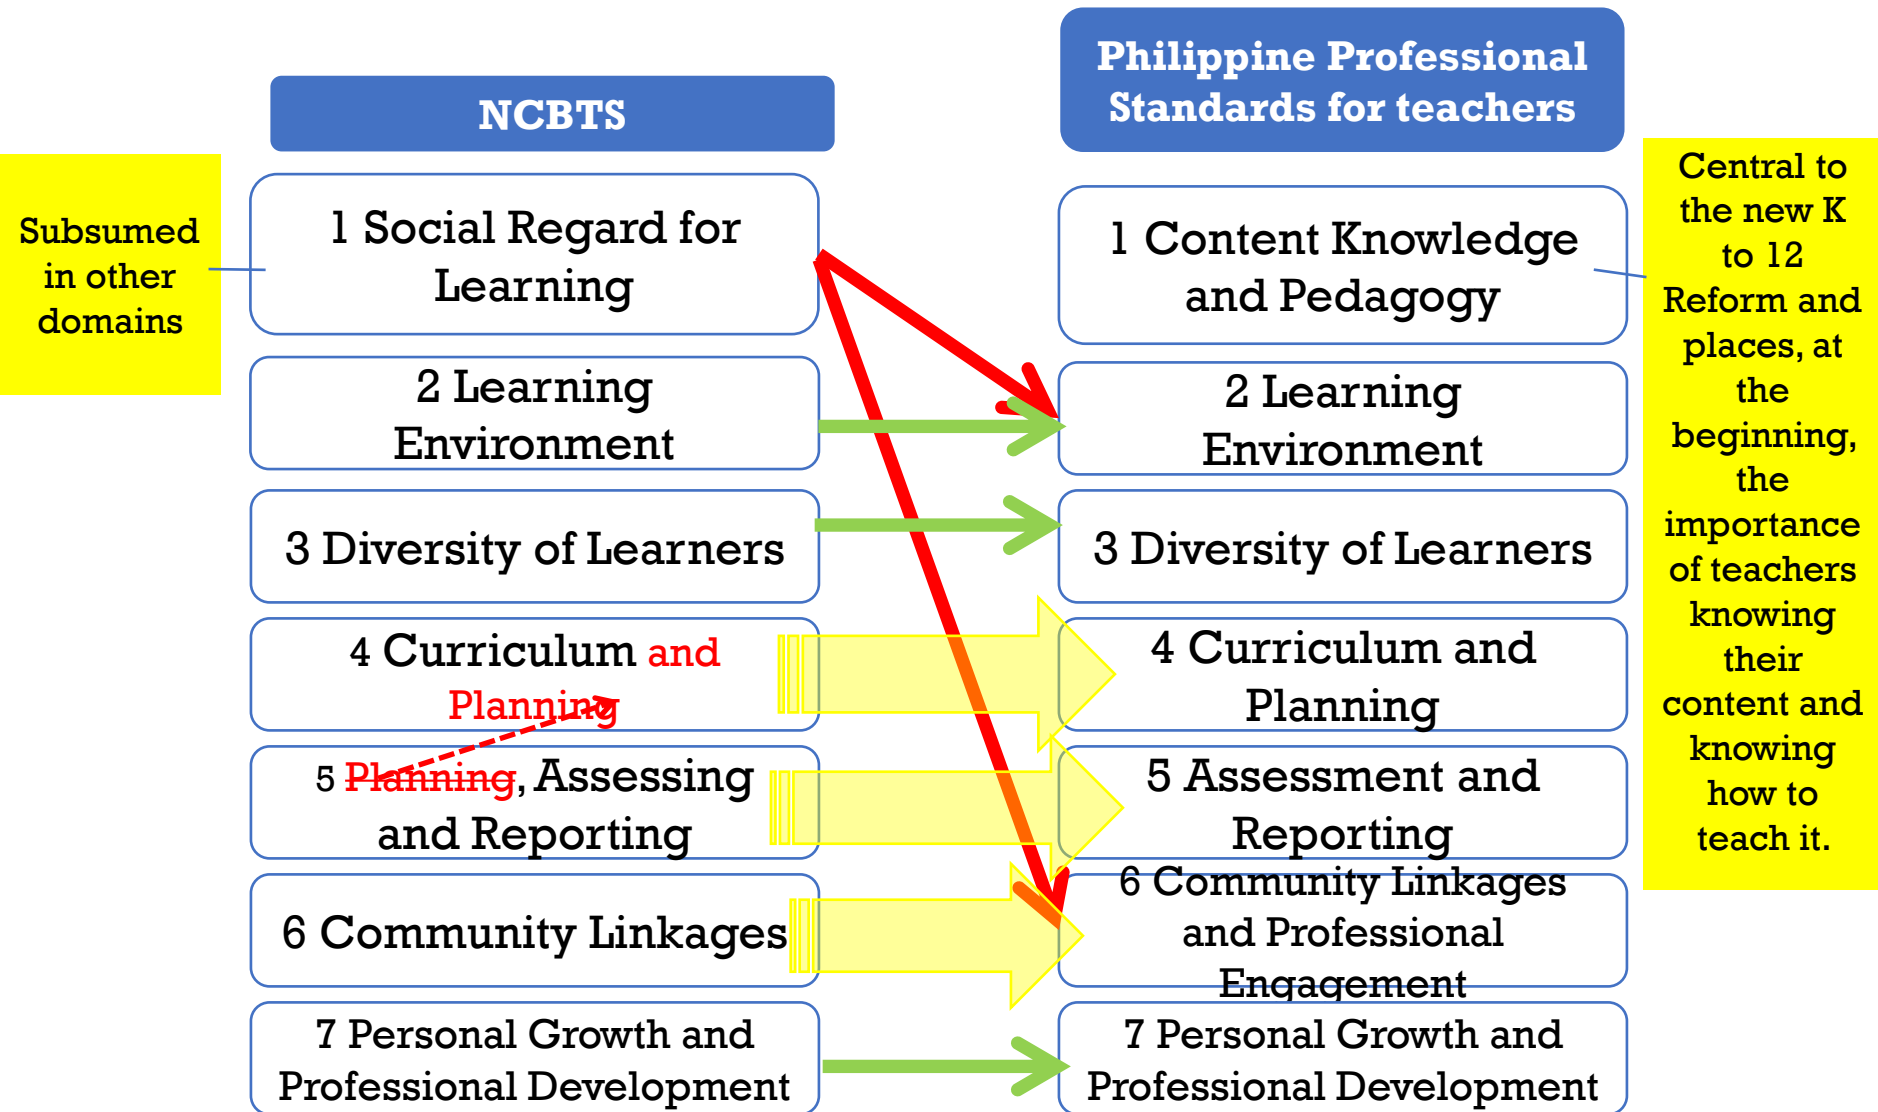 NCBTS
Philippine Professional
Standards for teachers
Subsumed
in other
domains
1 Social Regard for
Learning
2 Learning
Environment
3 Diversity of Learners
4 Curriculum and
Planning
5 Planning, Assessing
and Reporting
6 Community Linkages
7 Personal Growth and
Professional Development
1 Content Knowledge
and Pedagogy
2 Learning
Environment
3 Diversity of Learners
4 Curriculum and
Planning
5 Assessment and
Reporting
6 Community Linkages
and Professional
Engagement
7 Personal Growth and
Professional Development
Central to
the new K
to 12
Reform and
places, at
the
beginning,
the
importance
of teachers
knowing
their
content and
knowing
how to
teach it.